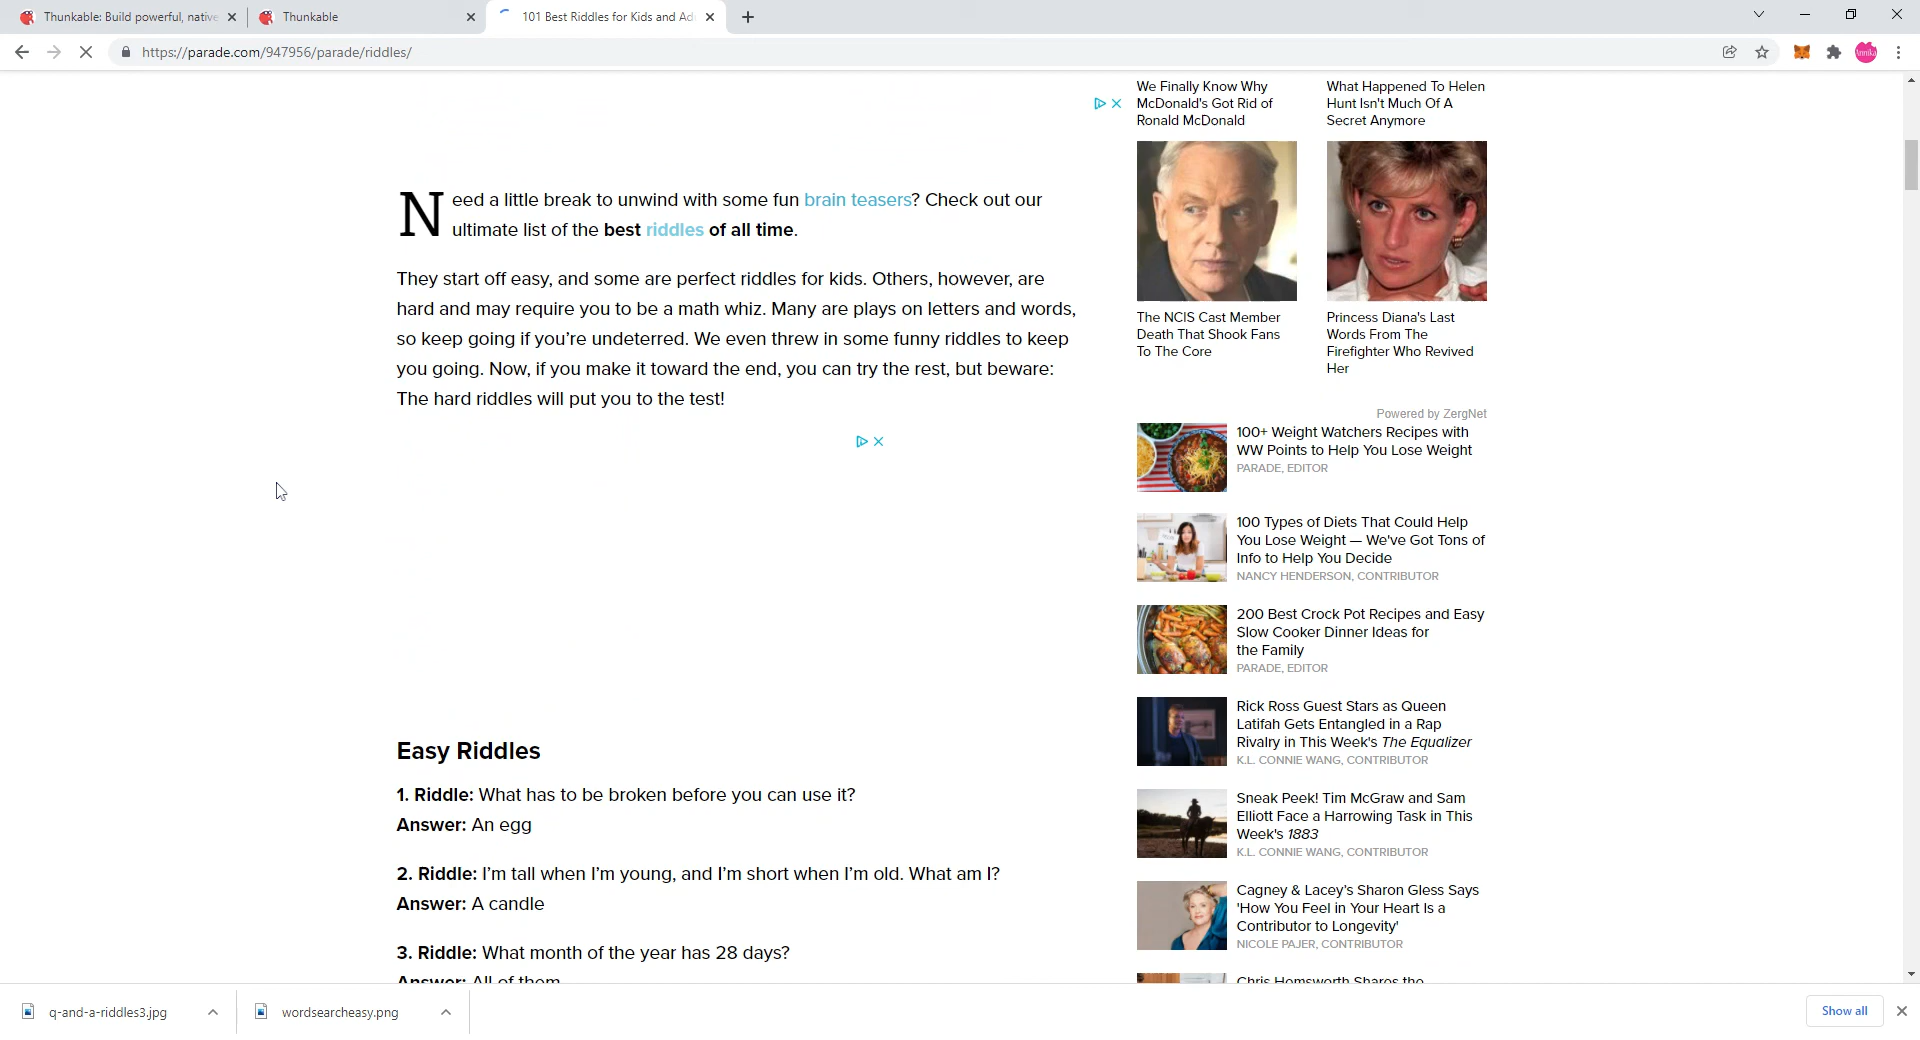 Thunkable: Build powerful, native
Thunkable
101 Best Riddles for Kids and Ad
https://parade.com/947956/parade/riddles/
Annika
Need a little break to unwind with some fun brain teasers? Check out our
ultimate list of the best riddles of all time.
They start off easy, and some are perfect riddles for kids. Others, however, are
hard and may require you to be a math whiz. Many are plays on letters and words,
so keep going if you’re undeterred. We even threw in some funny riddles to keep
you going. Now, if you make it toward the end, you can try the rest, but beware:
The hard riddles will put you to the test!
Easy Riddles
1. Riddle: What has to be broken before you can use it?
Answer: An egg
2. Riddle: I’m tall when I’m young, and I’m short when I’m old. What am I?
Answer: A candle
3. Riddle: What month of the year has 28 days?
Answer: All of them
We Finally Know Why
McDonald's Got Rid of
Ronald McDonald
What Happened To Helen
Hunt Isn't Much Of A
Secret Anymore
The NCIS Cast Member
Death That Shook Fans
To The Core
Princess Diana's Last
Words From The
Firefighter Who Revived
Her
Powered by ZergNet
100+ Weight Watchers Recipes with
WW Points to Help You Lose Weight
PARADE, EDITOR
100 Types of Diets That Could Help
You Lose Weight — We've Got Tons of
Info to Help You Decide
NANCY HENDERSON, CONTRIBUTOR
200 Best Crock Pot Recipes and Easy
Slow Cooker Dinner Ideas for
the Family
PARADE, EDITOR
Rick Ross Guest Stars as Queen
Latifah Gets Entangled in a Rap
Rivalry in This Week's The Equalizer
K.L. CONNIE WANG, CONTRIBUTOR
Sneak Peek! Tim McGraw and Sam
Elliott Face a Harrowing Task in This
Week's 1883
K.L. CONNIE WANG, CONTRIBUTOR
Cagney & Lacey’s Sharon Gless Says
'How You Feel in Your Heart Is a
Contributor to Longevity'
NICOLE PAJER, CONTRIBUTOR
Chris Hemsworth Shares the
q-and-a-riddles3.jpg
wordsearcheasy.png
Show all